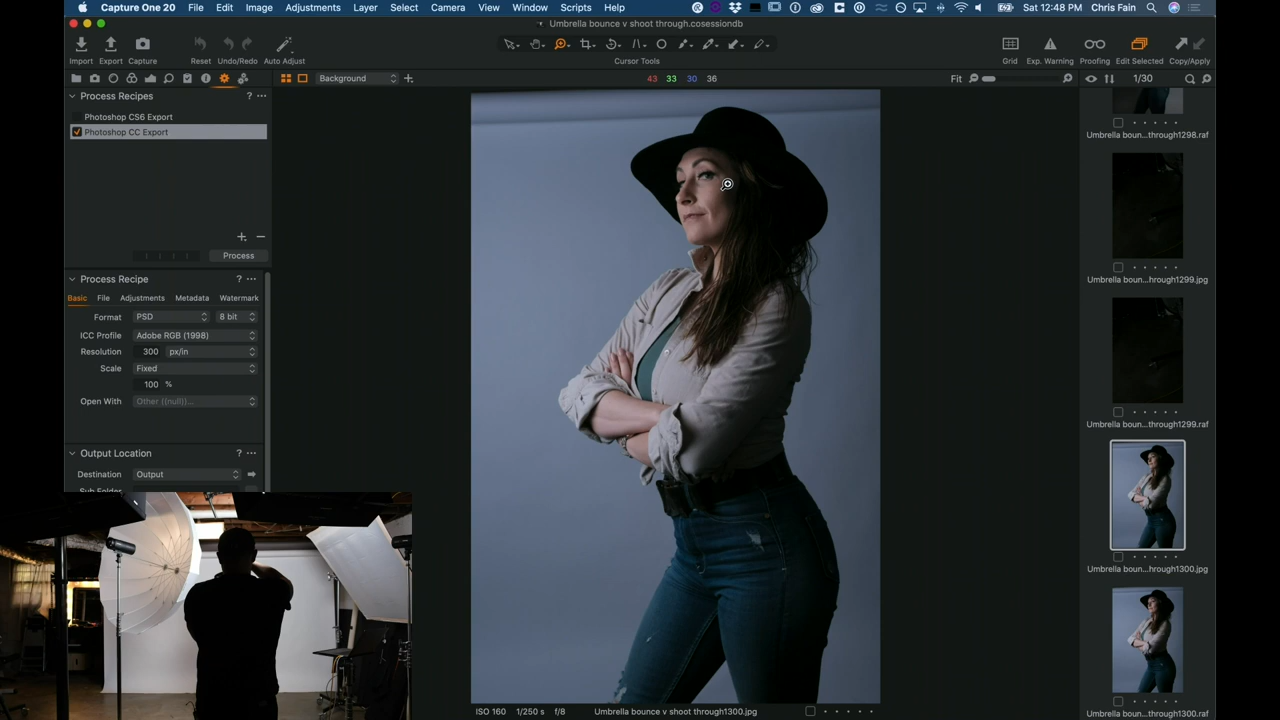 Capture One 20 File Edit Image Adjustments Layer Select Camera View Window Scripts Help Sat 12:48 PM Chris Fain
Umbrella bounce v shoot through.cosessiondb
Import Export Capture Reset Undo/Redo Auto Adjust Cursor Tools Grid Exp. Warning Proofing Edit Selected Copy/Apply
Background 43 33 30 36 Fit 1/30
Process Recipes ? ...
Photoshop CS6 Export
Photoshop CC Export
Process
Process Recipe ? ...
Basic File Adjustments Metadata Watermark
Format PSD 8 bit
ICC Profile Adobe RGB (1998)
Resolution 300 px/in
Scale Fixed
100 %
Open With Other ((null))...
Output Location ? ...
Destination Output
Umbrella boun...through1298.raf
Umbrella boun...through1299.jpg
Umbrella boun...through1299.raf
Umbrella boun...hrough1300.jpg
Umbrella boun...through1300.raf
ISO 160 1/250 s f/8 Umbrella bounce v shoot through1300.jpg